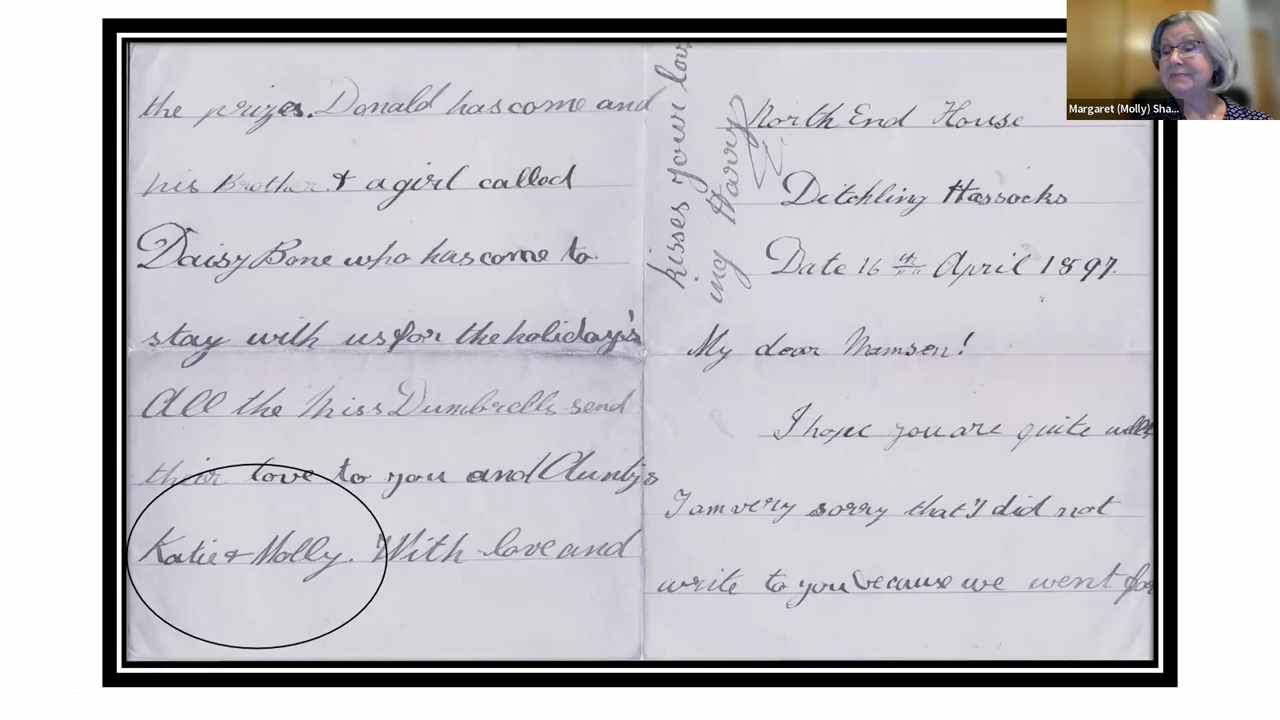 the prizes. Donald has come and
his Brother & a girl called
Daisy Bone who has come to
stay with us for the holiday's
All the Miss Dumbrells send
their love to you and Aunty's
Katie & Molly. With love and
kisses your lov
ing Harry
North End House
Ditchling Hassocks
Date 16th April 1897.
My dear Mamsen!
I hope you are quite well
I am very sorry that I did not
write to you because we went for
Margaret (Molly) Sha...